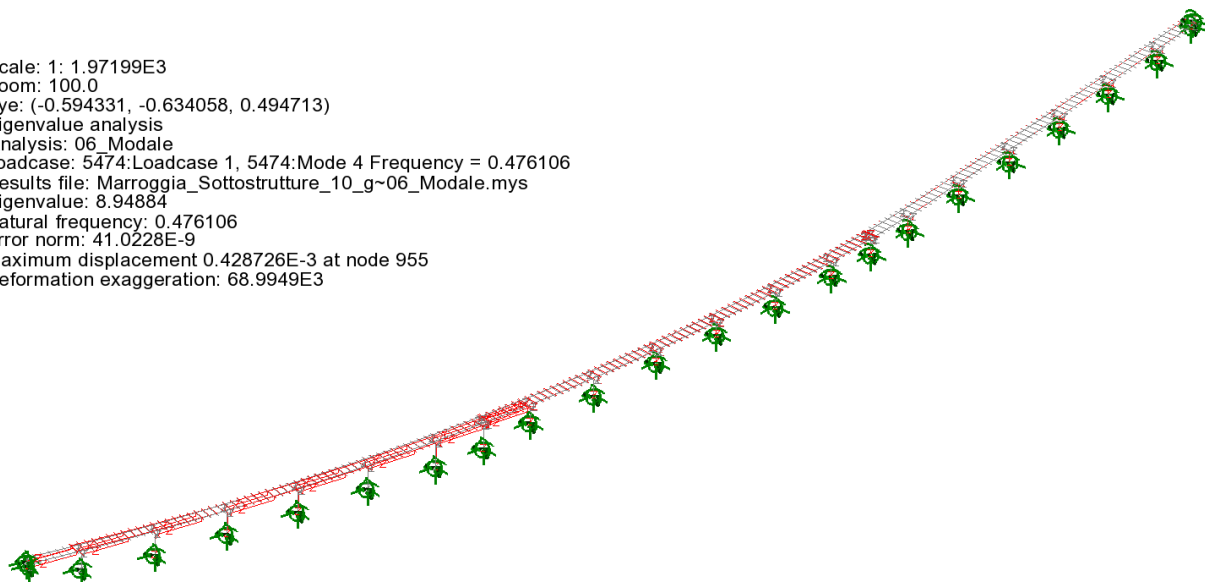 cale: 1: 1.97199E3
oom: 100.0
ye: (-0.594331, -0.634058, 0.494713)
igenvalue analysis
nalysis: 06_Modale
oadcase: 5474:Loadcase 1, 5474:Mode 4 Frequency = 0.476106
esults file: Marroggia_Sottostrutture_10_g~06_Modale.mys
igenvalue: 8.94884
atural frequency: 0.476106
rror norm: 41.0228E-9
aximum displacement 0.428726E-3 at node 955
eformation exaggeration: 68.9949E3